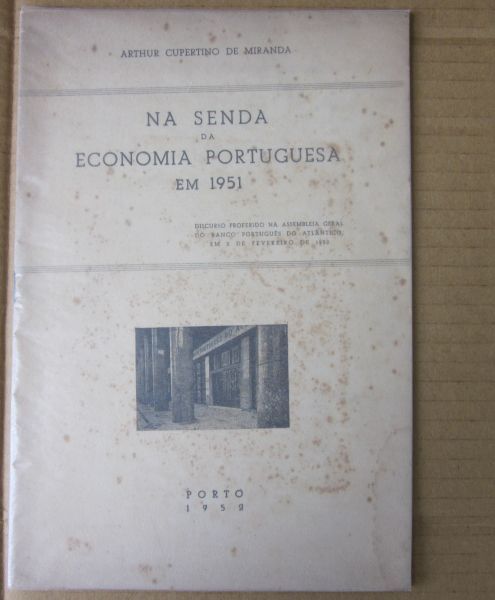 ARTHUR CUPERTINO DE MIRANDA
NA SENDA
DA
ECONOMIA PORTUGUESA
EM 1951
DISCURSO PROFERIDO NA ASSEMBLEIA GERAL
DO BANCO PORTUGUÊS DO ATLÂNTICO,
EM 2 DE FEVEREIRO DE 1952
PORTO
1952